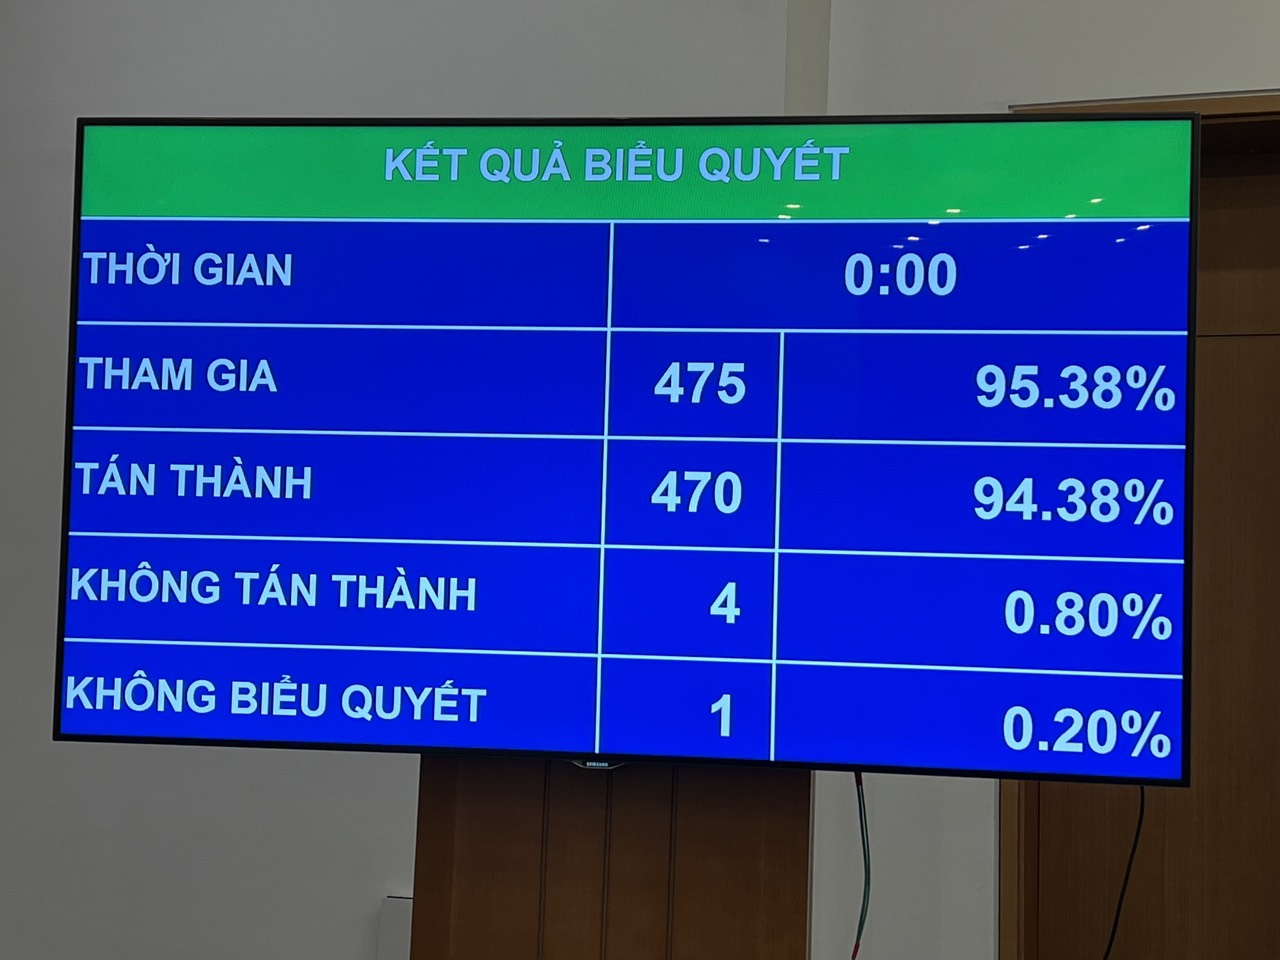 KẾT QUẢ BIỂU QUYẾT
THỜI GIAN 0:00
THAM GIA 475 95.38%
TÁN THÀNH 470 94.38%
KHÔNG TÁN THÀNH 4 0.80%
KHÔNG BIỂU QUYẾT 1 0.20%
SAMSUNG